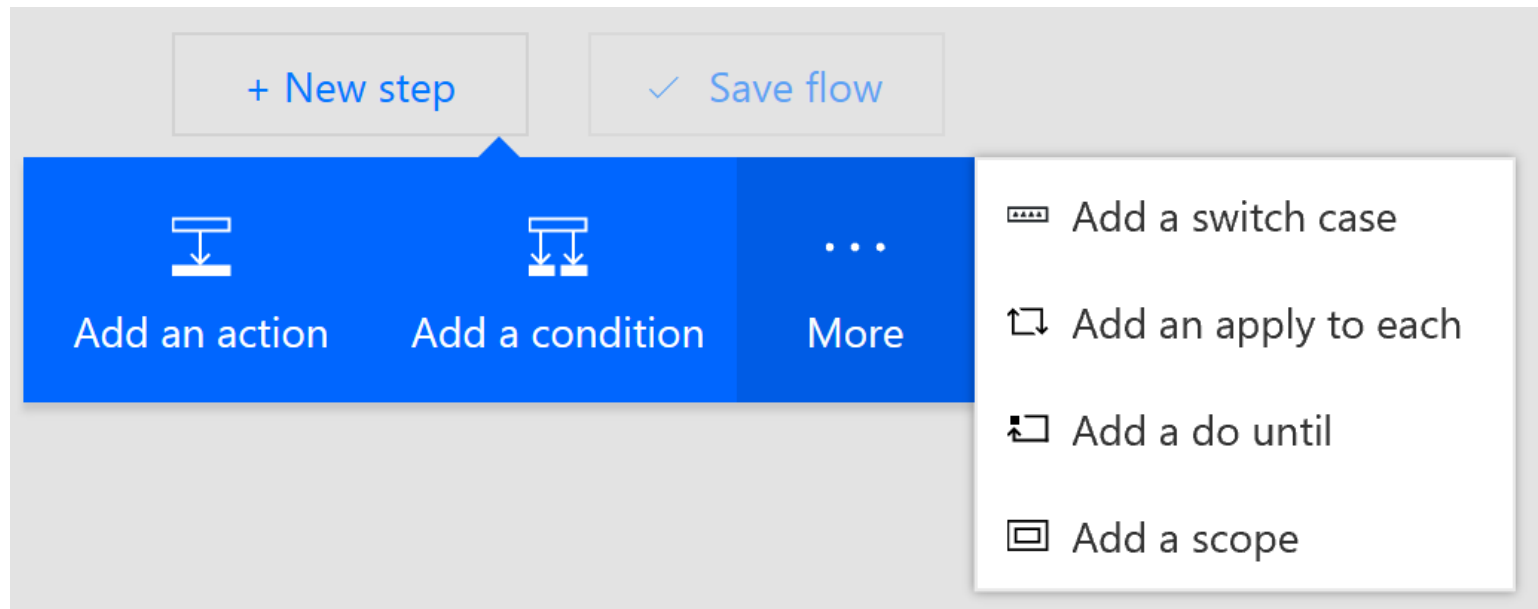 + New step
Save flow
Add an action
Add a condition
More
Add a switch case
Add an apply to each
Add a do until
Add a scope